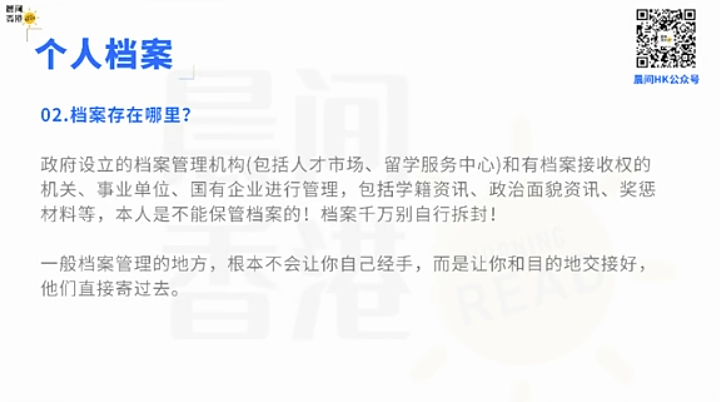 晨间
香港
个人档案
晨间HK公众号
02.档案存在哪里？
政府设立的档案管理机构(包括人才市场、留学服务中心)和有档案接收权的
机关、事业单位、国有企业进行管理，包括学籍资讯、政治面貌资讯、奖惩
材料等，本人是不能保管档案的！档案千万别自行拆封！
一般档案管理的地方，根本不会让你自己经手，而是让你和目的地交接好，
他们直接寄过去。
晨间
香港
MORNING
READ